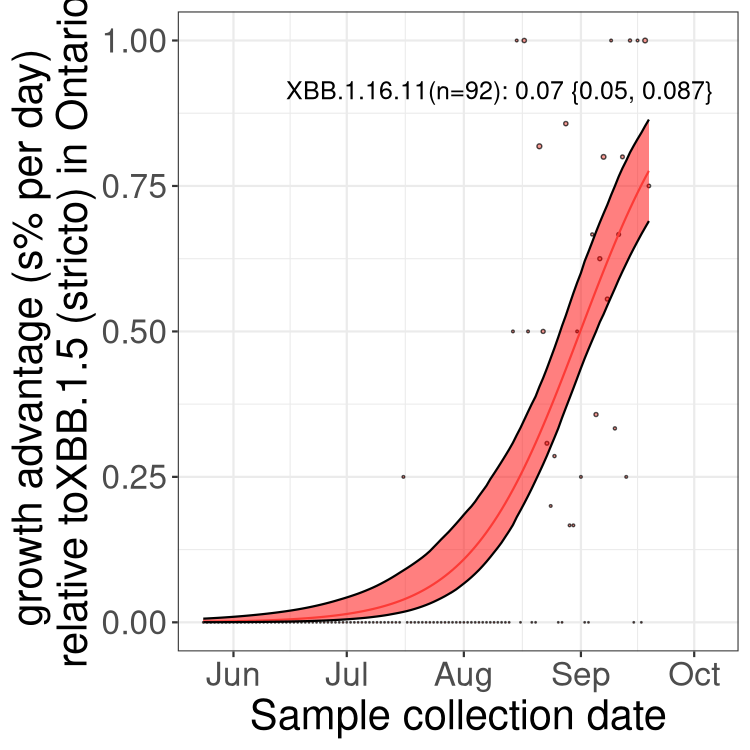 growth advantage (s% per day)
relative toXBB.1.5 (stricto) in Ontario
1.00
XBB.1.16.11(n=92): 0.07 {0.05, 0.087}
0.75
0.50
0.25
0.00
Jun Jul Aug Sep Oct
Sample collection date